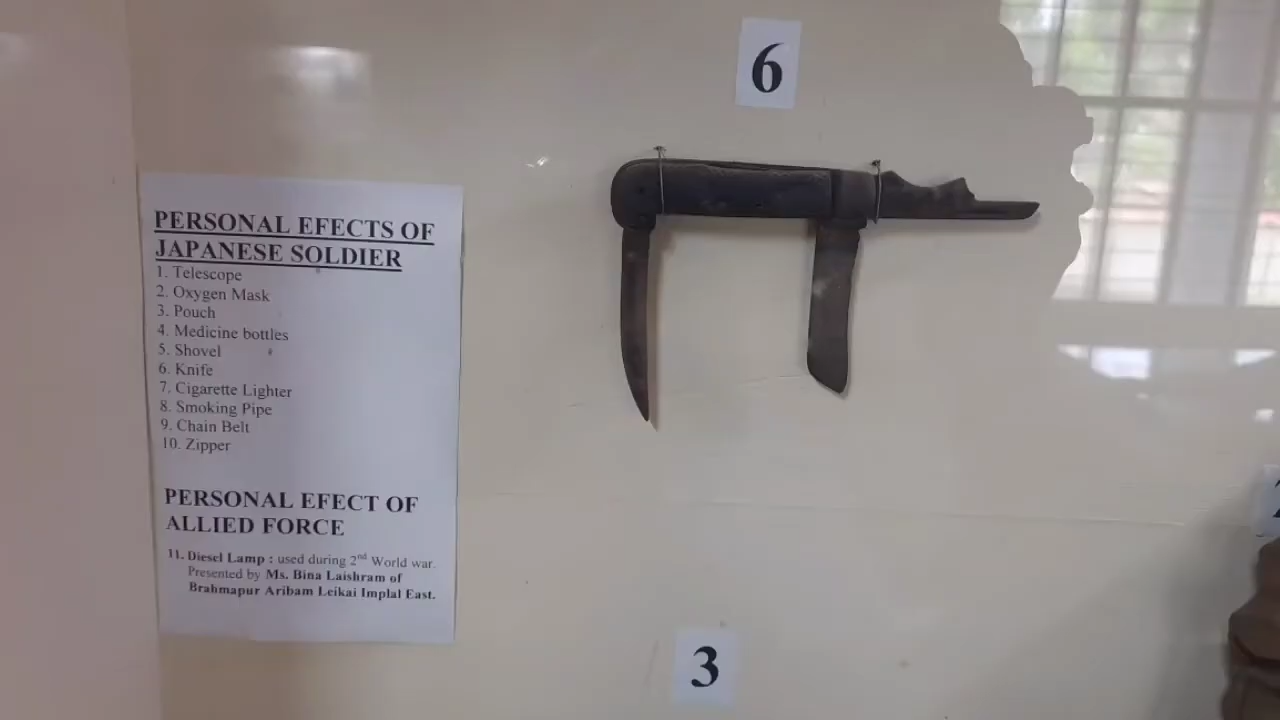 6
PERSONAL EFECTS OF
JAPANESE SOLDIER
1. Telescope
2. Oxygen Mask
3. Pouch
4. Medicine bottles
5. Shovel
6. Knife
7. Cigarette Lighter
8. Smoking Pipe
9. Chain Belt
10. Zipper
PERSONAL EFECT OF
ALLIED FORCE
11. Diesel Lamp : used during 2nd World war.
Presented by Ms. Bina Laishram of
Brahmapur Aribam Leikai Implal East.
3